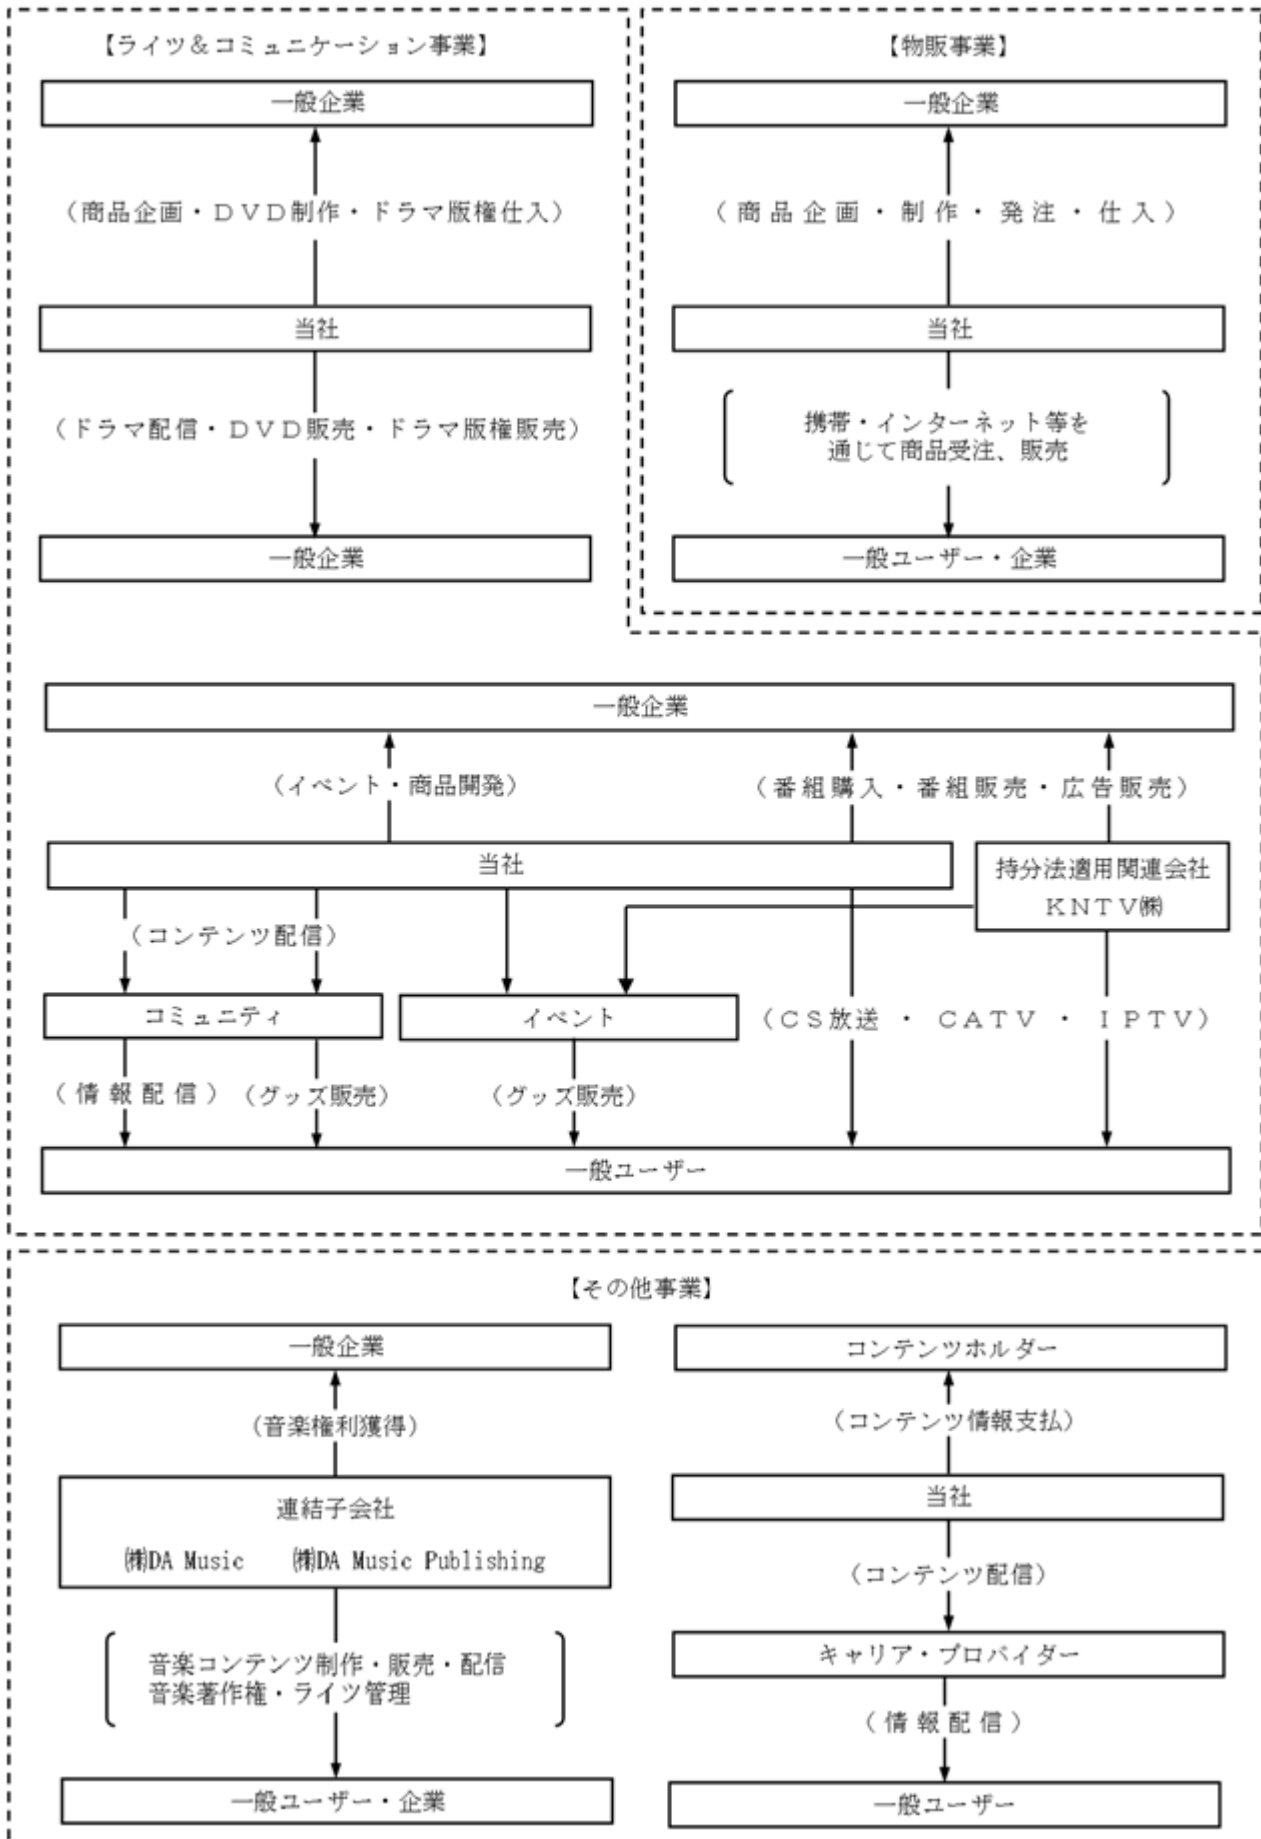 【ライツ＆コミュニケーション事業】
一般企業
（商品企画・ＤＶＤ制作・ドラマ版権仕入）
当社
（ドラマ配信・ＤＶＤ販売・ドラマ版権販売）
一般企業
【物販事業】
一般企業
（商品企画・制作・発注・仕入）
当社
携帯・インターネット等を
通じて商品受注、販売
一般ユーザー・企業
一般企業
（イベント・商品開発）
（番組購入・番組販売・広告販売）
当社
持分法適用関連会社
ＫＮＴＶ㈱
（コンテンツ配信）
コミュニティ
イベント
（ＣＳ放送 ・ ＣＡＴＶ ・ ＩＰＴＶ）
（情報配信）
（グッズ販売）
（グッズ販売）
一般ユーザー
【その他事業】
一般企業
（音楽権利獲得）
連結子会社
㈱DA Music　㈱DA Music Publishing
音楽コンテンツ制作・販売・配信
音楽著作権・ライツ管理
一般ユーザー・企業
コンテンツホルダー
（コンテンツ情報支払）
当社
（コンテンツ配信）
キャリア・プロバイダー
（情報配信）
一般ユーザー